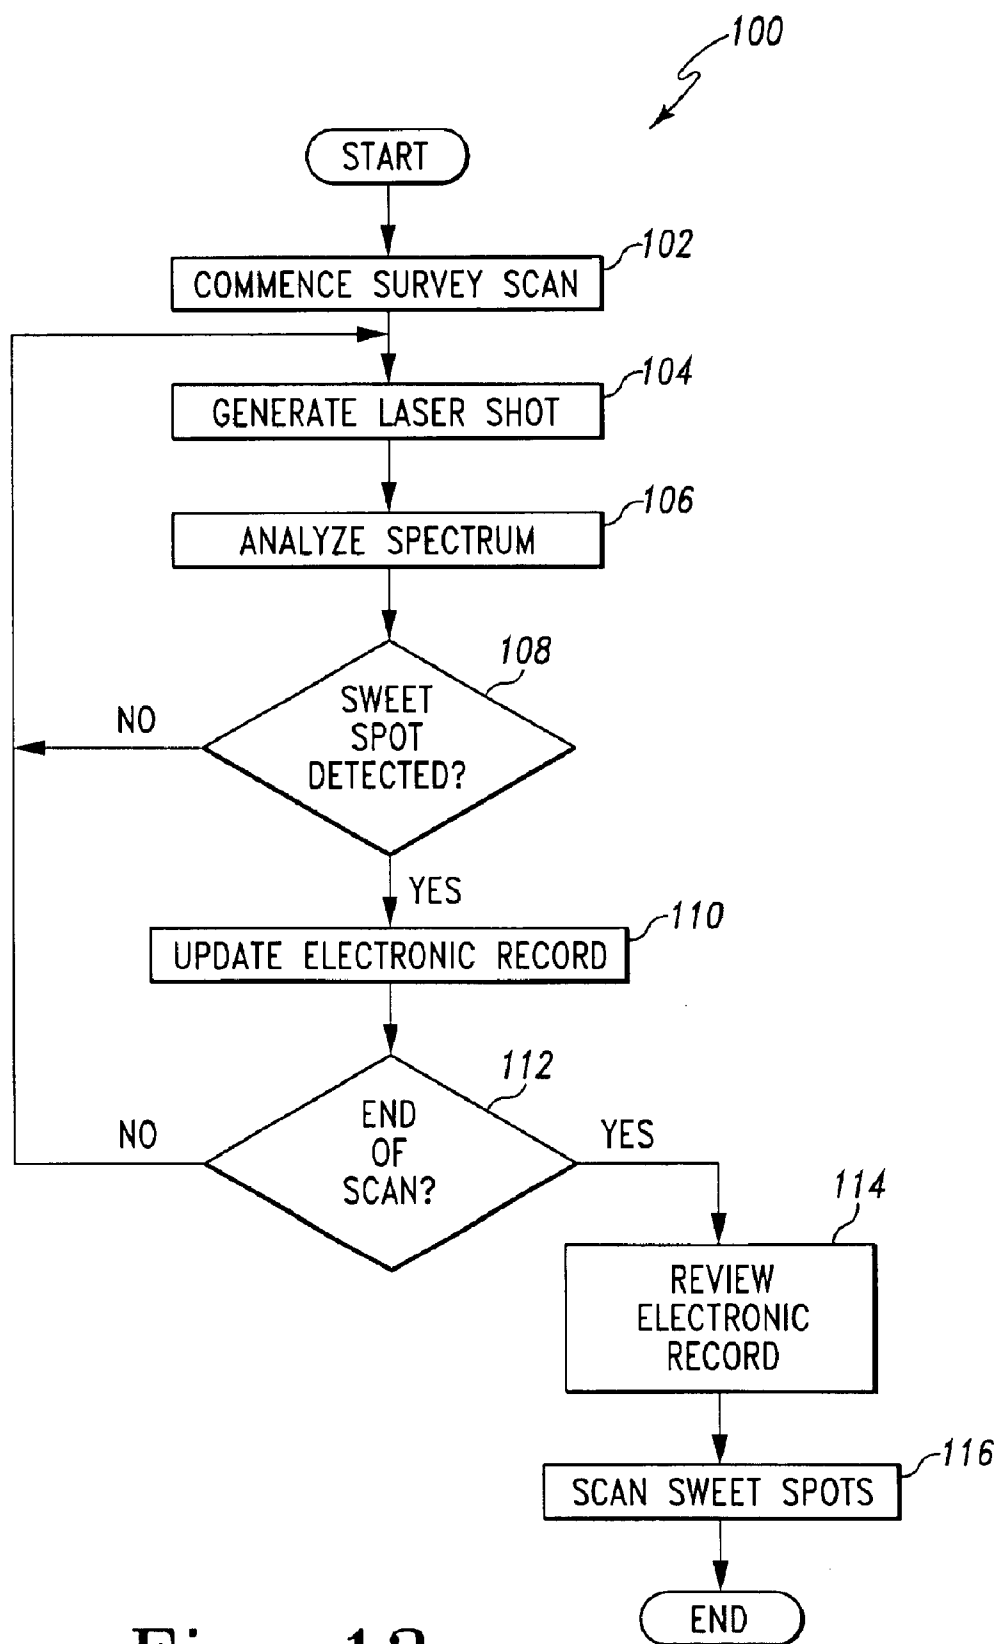 100
START
102
COMMENCE SURVEY SCAN
104
GENERATE LASER SHOT
106
ANALYZE SPECTRUM
108
SWEET
SPOT
DETECTED?
NO
YES
110
UPDATE ELECTRONIC RECORD
112
END
OF
SCAN?
NO
YES
114
REVIEW
ELECTRONIC
RECORD
116
SCAN SWEET SPOTS
END